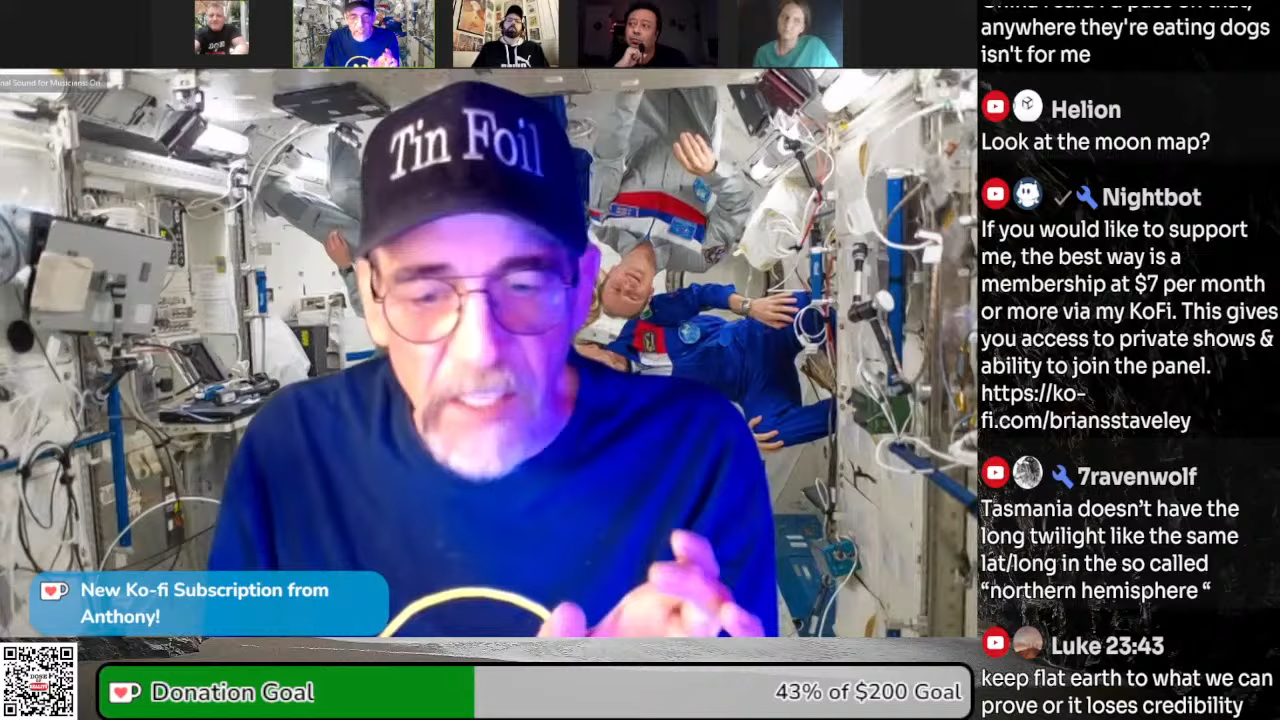 nal Sound for Musicians: On
Tin Foil
New Ko-fi Subscription from
Anthony!
Donation Goal
43% of $200 Goal
anywhere they're eating dogs
isn't for me
Helion
Look at the moon map?
Nightbot
If you would like to support
me, the best way is a
membership at $7 per month
or more via my KoFi. This gives
you access to private shows &
ability to join the panel.
https://ko-
fi.com/briansstaveley
7ravenwolf
Tasmania doesn’t have the
long twilight like the same
lat/long in the so called
“northern hemisphere “
Luke 23:43
keep flat earth to what we can
prove or it loses credibility